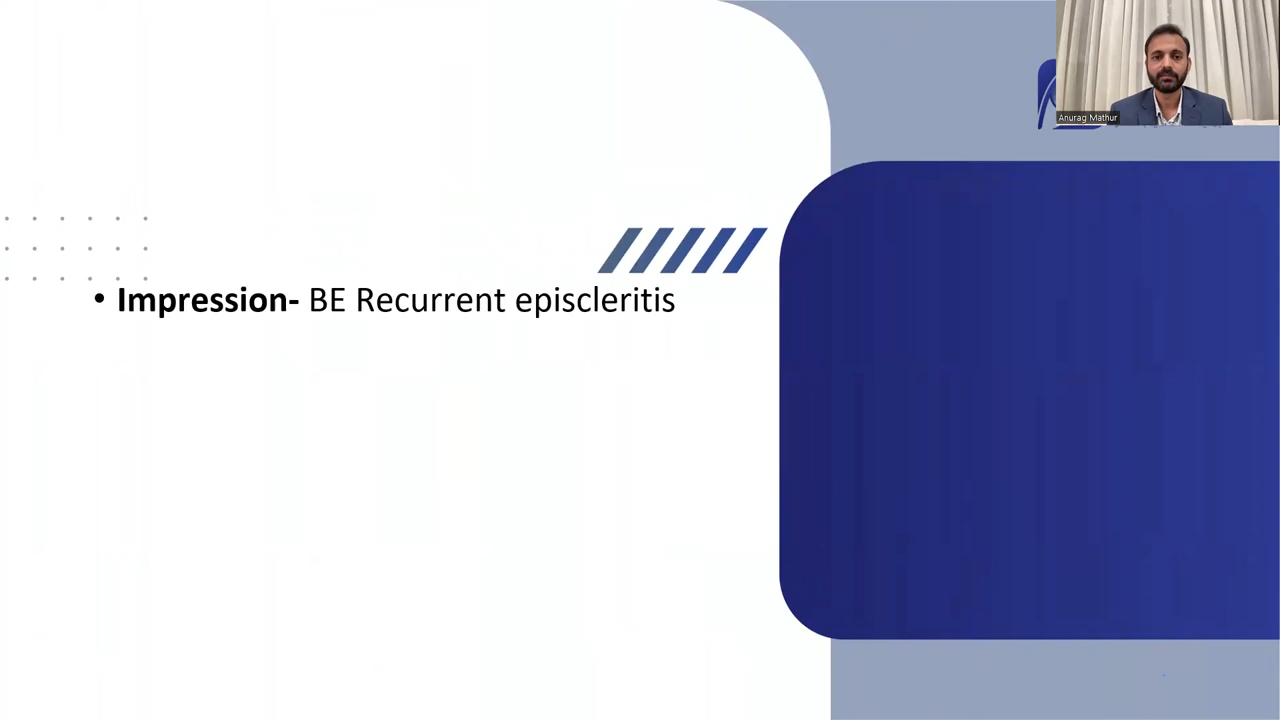 Anurag Mathur
• Impression- BE Recurrent episcleritis